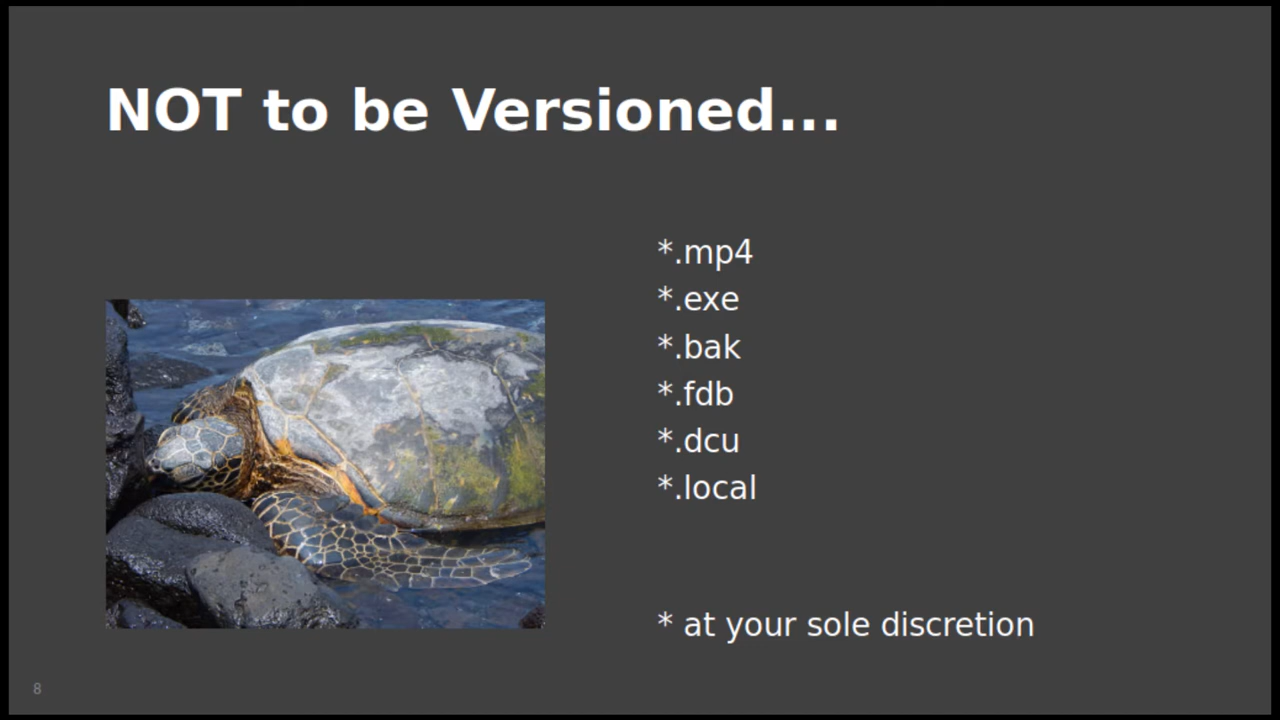 NOT to be Versioned...
*.mp4
*.exe
*.bak
*.fdb
*.dcu
*.local
* at your sole discretion
8